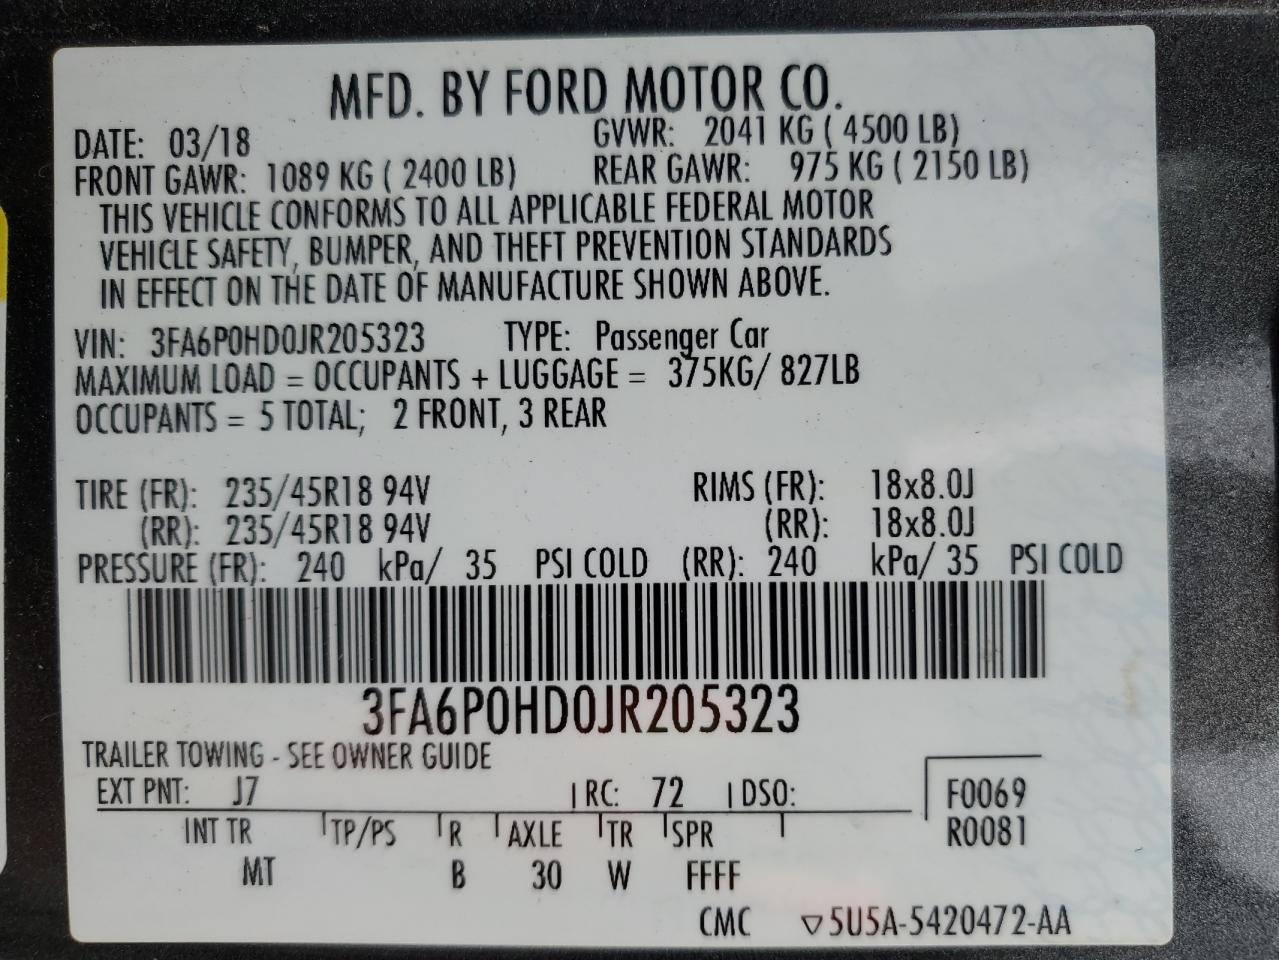 MFD. BY FORD MOTOR CO.
DATE: 03/18 GVWR: 2041 KG ( 4500 LB)
FRONT GAWR: 1089 KG ( 2400 LB) REAR GAWR: 975 KG ( 2150 LB)
THIS VEHICLE CONFORMS TO ALL APPLICABLE FEDERAL MOTOR
VEHICLE SAFETY, BUMPER, AND THEFT PREVENTION STANDARDS
IN EFFECT ON THE DATE OF MANUFACTURE SHOWN ABOVE.
VIN: 3FA6P0HD0JR205323 TYPE: Passenger Car
MAXIMUM LOAD = OCCUPANTS + LUGGAGE = 375KG/ 827LB
OCCUPANTS = 5 TOTAL; 2 FRONT, 3 REAR
TIRE (FR): 235/45R18 94V RIMS (FR): 18x8.0J
(RR): 235/45R18 94V (RR): 18x8.0J
PRESSURE (FR): 240 kPa/ 35 PSI COLD (RR): 240 kPa/ 35 PSI COLD
3FA6P0HD0JR205323
TRAILER TOWING - SEE OWNER GUIDE
EXT PNT: J7 RC: 72 DSO: F0069
INT TR TP/PS R AXLE TR SPR R0081
MT B 30 W FFFF
CMC ▽5U5A-5420472-AA